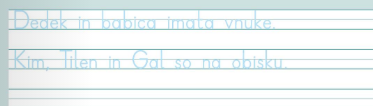 Dedek in babica imata vnuke.
Kim, Tilen in Gal so na obisku.